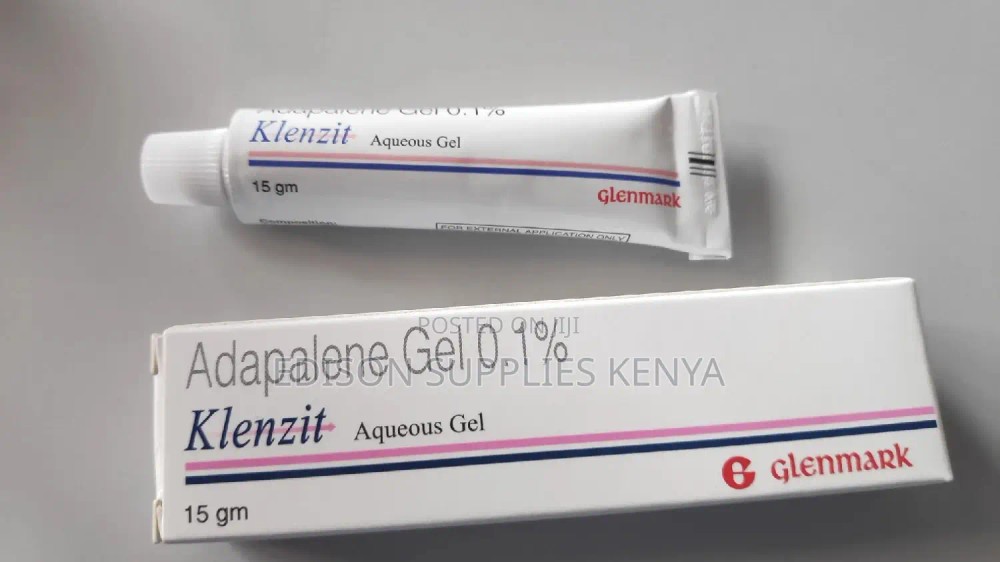 Adapalene Gel 0.1%
Klenzit Aqueous Gel
15 gm
Glenmark
Composition:
FOR EXTERNAL APPLICATION ONLY
POSTED ON JIJI
EDISON SUPPLIES KENYA
Adapalene Gel 0.1%
Klenzit Aqueous Gel
G Glenmark
15 gm